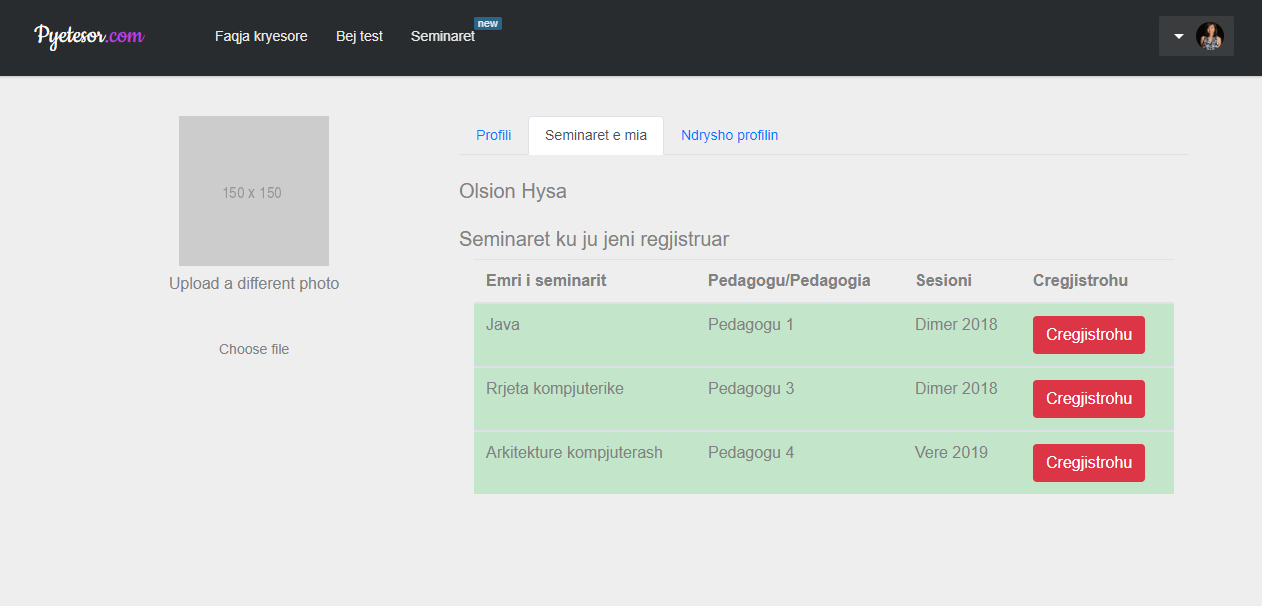 Pyetesor.com
Faqja kryesore Bej test Seminaret new
150 x 150
Upload a different photo
Choose file
Profili Seminaret e mia Ndrysho profilin
Olsion Hysa
Seminaret ku ju jeni regjistruar
Emri i seminarit Pedagogu/Pedagogia Sesioni Cregjistrohu
Java Pedagogu 1 Dimer 2018 Cregjistrohu
Rrjeta kompjuterike Pedagogu 3 Dimer 2018 Cregjistrohu
Arkitekture kompjuterash Pedagogu 4 Vere 2019 Cregjistrohu